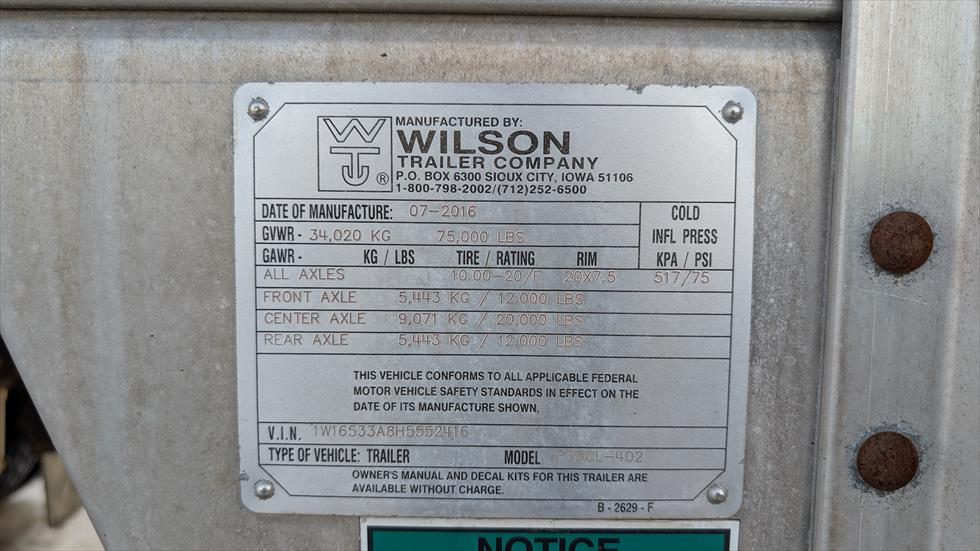 MANUFACTURED BY:
WILSON
TRAILER COMPANY
P.O. BOX 6300 SIOUX CITY, IOWA 51106
1-800-798-2002/(712)252-6500
DATE OF MANUFACTURE: 07-2016
GVWR - 34,020 KG 75,000 LBS
COLD
INFL PRESS
KPA / PSI
GAWR - KG / LBS TIRE / RATING RIM
ALL AXLES 10.00-20/F 20X7.5 517/75
FRONT AXLE 5,443 KG / 12,000 LBS
CENTER AXLE 9,071 KG / 20,000 LBS
REAR AXLE 5,443 KG / 12,000 LBS
THIS VEHICLE CONFORMS TO ALL APPLICABLE FEDERAL
MOTOR VEHICLE SAFETY STANDARDS IN EFFECT ON THE
DATE OF ITS MANUFACTURE SHOWN.
V.I.N. 1W16533A8H5552416
TYPE OF VEHICLE: TRAILER MODEL PSDCL-402
OWNER'S MANUAL AND DECAL KITS FOR THIS TRAILER ARE
AVAILABLE WITHOUT CHARGE.
B - 2629 - F
NOTICE